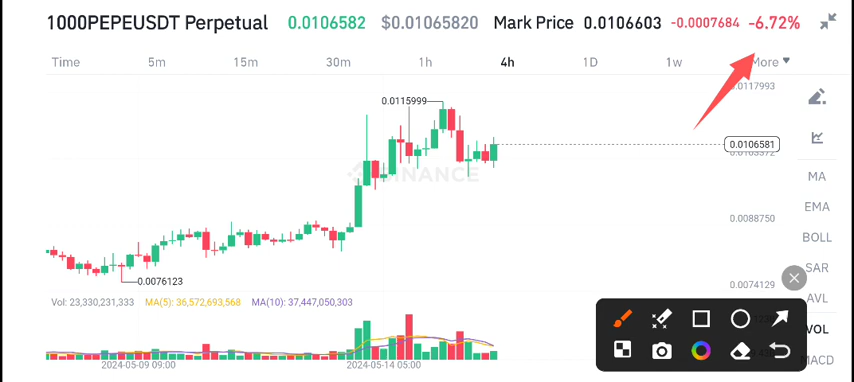 1000PEPEUSDT Perpetual 0.0106582 $0.01065820 Mark Price 0.0106603 -0.0007684 -6.72%
Time 5m 15m 30m 1h 4h 1D 1w More
0.0117993
0.0115999
0.0106581
BINANCE
MA
0.0088750
EMA
BOLL
SAR
0.0076123
0.0074129
Vol: 23,330,231,333 MA(5): 36,572,693,568 MA(10): 37,447,050,303
AVL
VOL
MACD
2024-05-09 09:00 2024-05-14 05:00